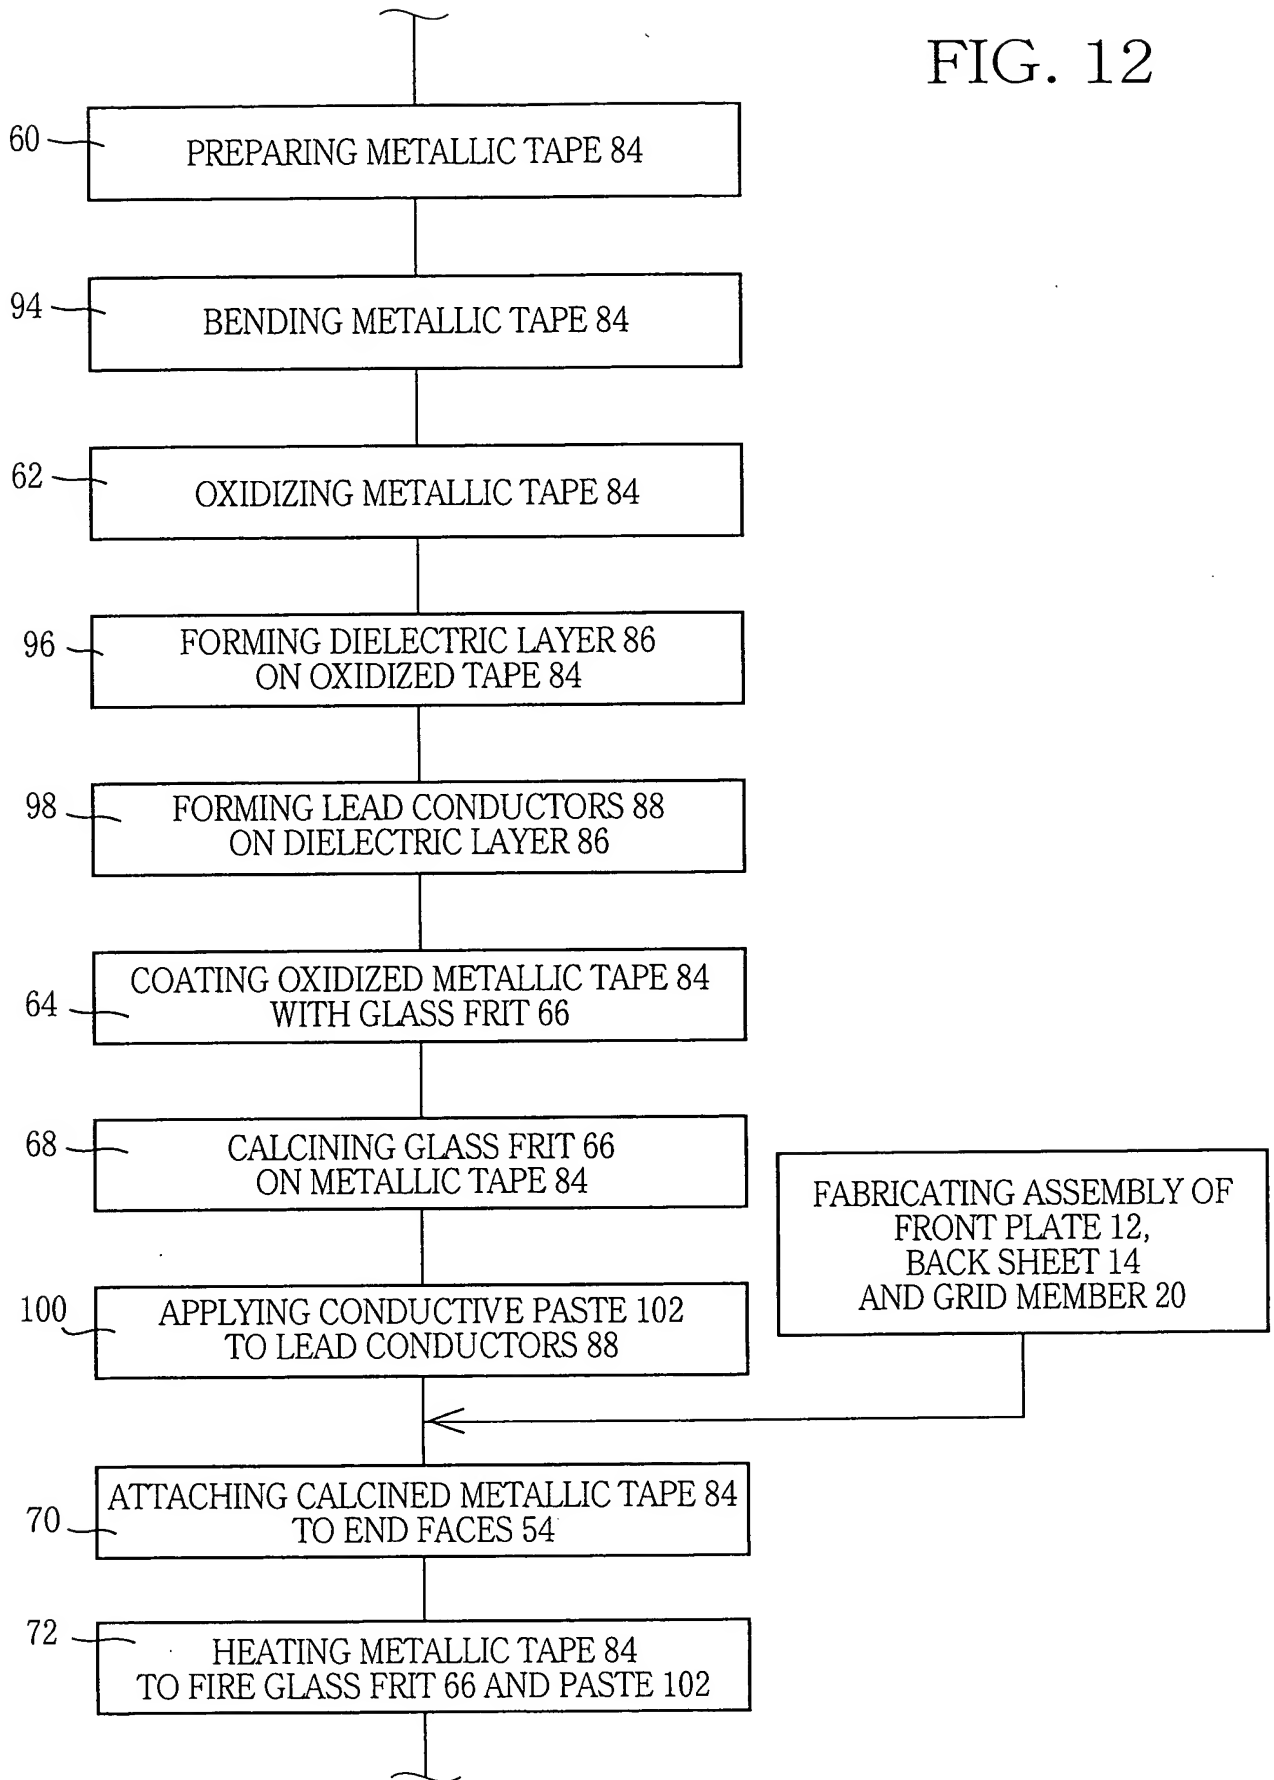 FIG. 12
60
PREPARING METALLIC TAPE 84
94
BENDING METALLIC TAPE 84
62
OXIDIZING METALLIC TAPE 84
96
FORMING DIELECTRIC LAYER 86
ON OXIDIZED TAPE 84
98
FORMING LEAD CONDUCTORS 88
ON DIELECTRIC LAYER 86
64
COATING OXIDIZED METALLIC TAPE 84
WITH GLASS FRIT 66
68
CALCINING GLASS FRIT 66
ON METALLIC TAPE 84
FABRICATING ASSEMBLY OF
FRONT PLATE 12,
BACK SHEET 14
AND GRID MEMBER 20
100
APPLYING CONDUCTIVE PASTE 102
TO LEAD CONDUCTORS 88
70
ATTACHING CALCINED METALLIC TAPE 84
TO END FACES 54
72
HEATING METALLIC TAPE 84
TO FIRE GLASS FRIT 66 AND PASTE 102